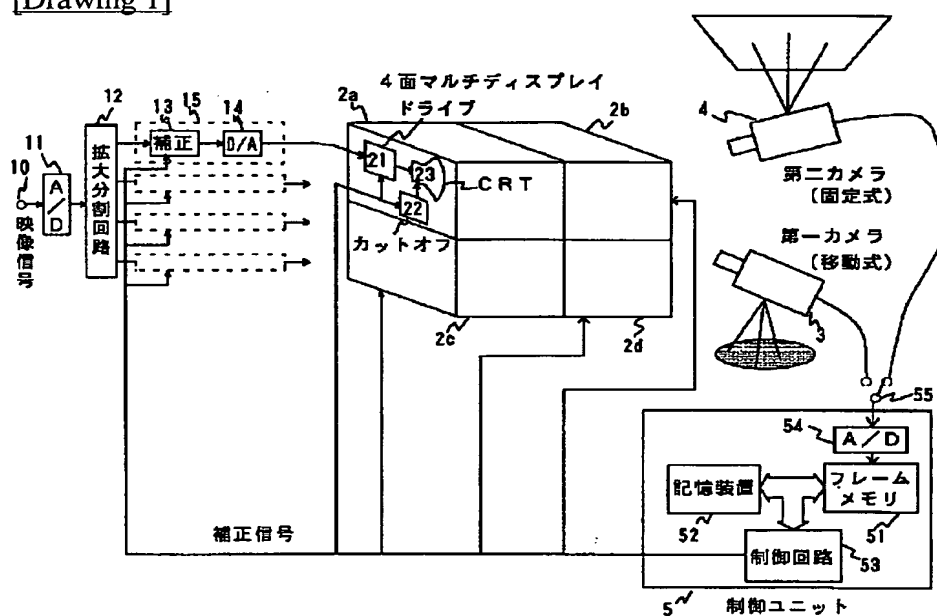 [Drawing 1]
4面マルチディスプレイ
12
13
15
14
2a
ドライブ
2b
4
11
補正
D/A
21
23
10
A/D
拡大分割回路
CRT
第二カメラ
(固定式)
22
映像信号
カットオフ
第一カメラ
(移動式)
2c
2d
3
55
54
A/D
記憶装置
フレーム
メモリ
52
51
補正信号
制御回路
53
5
制御ユニット